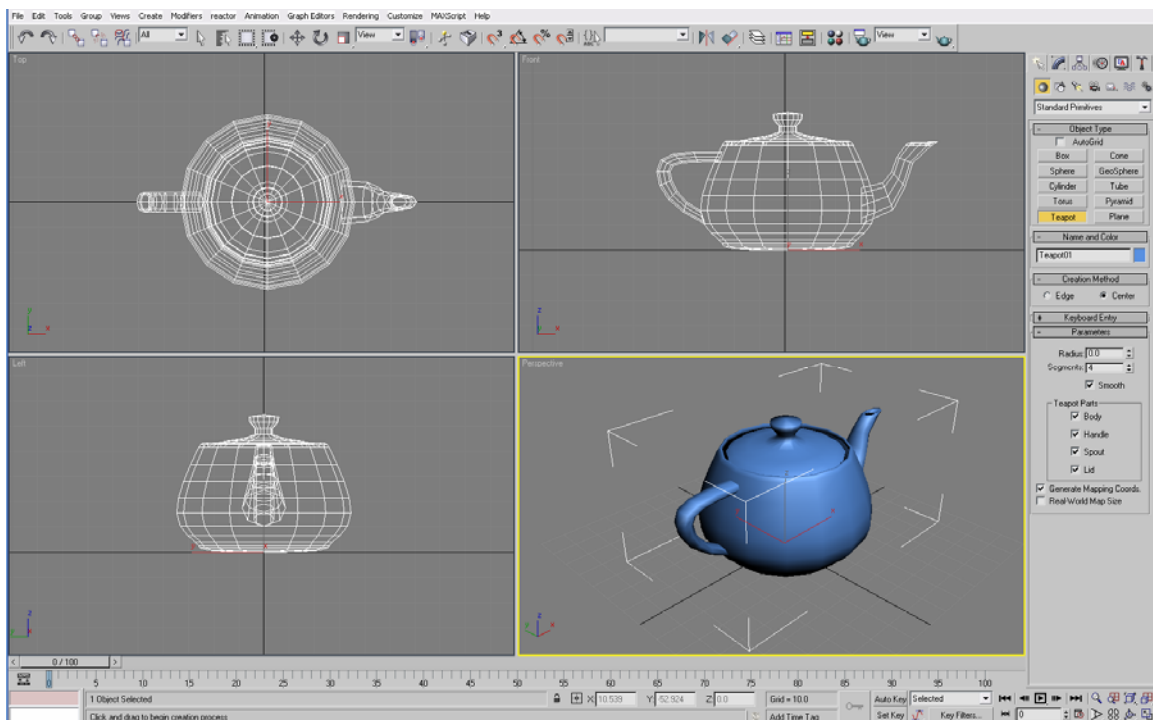 File Edit Tools Group Views Create Modifiers reactor Animation Graph Editors Rendering Customize MAXScript Help
All View View
Top
Front
Standard Primitives
Object Type
AutoGrid
Box Cone
Sphere GeoSphere
Cylinder Tube
Torus Pyramid
Teapot Plane
Name and Color
Teapot01
Creation Method
Edge Center
Keyboard Entry
Parameters
Radius: 0.0
Segments: 4
Smooth
Teapot Parts
Body
Handle
Spout
Lid
Generate Mapping Coords.
Real-World Map Size
Left
Perspective
0 / 100
0 5 10 15 20 25 30 35 40 45 50 55 60 65 70 75 80 85 90 95 100
1 Object Selected X: 10.539 Y: -52.924 Z: 0.0 Grid = 10.0 Auto Key Selected
Click and drag to begin creation process Add Time Tag Set Key Key Filters... 0